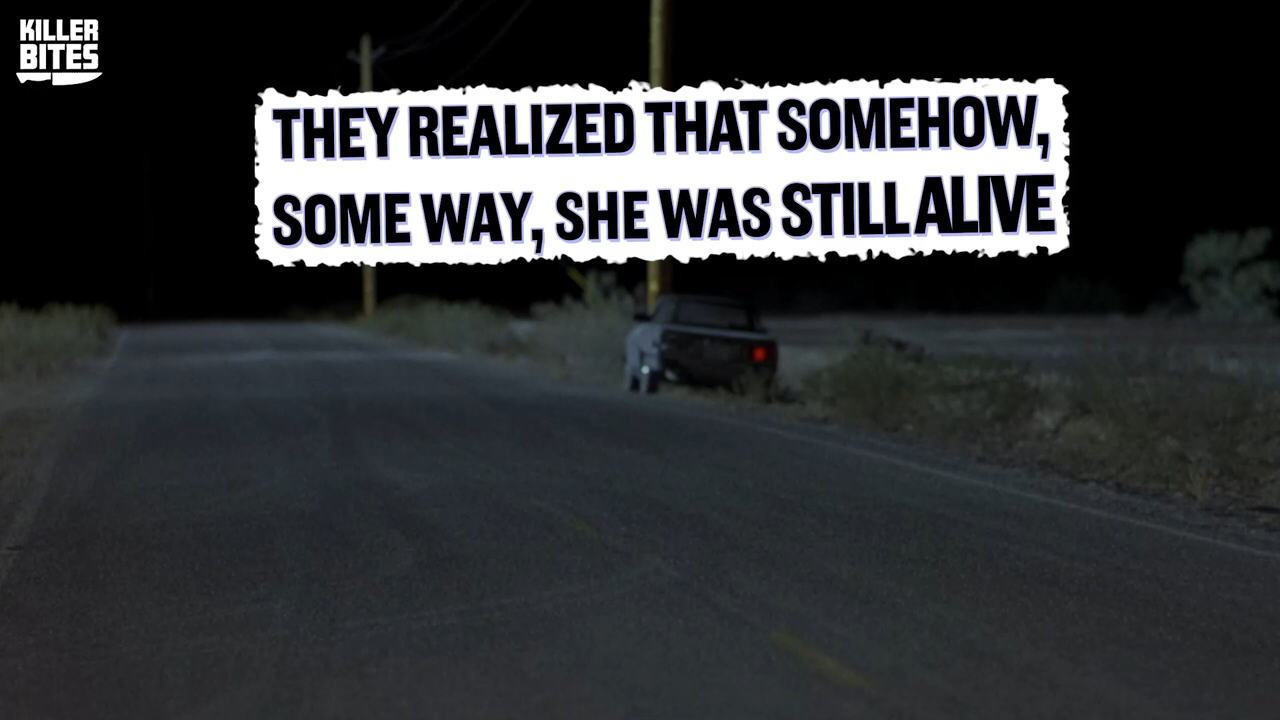 KILLER
BITES
THEY REALIZED THAT SOMEHOW,
SOME WAY, SHE WAS STILL ALIVE